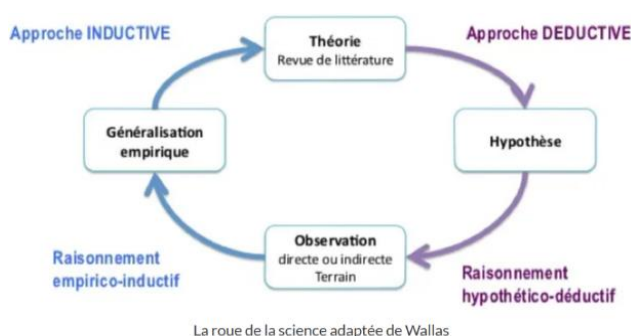 Approche INDUCTIVE
Théorie
Revue de littérature
Approche DEDUCTIVE
Généralisation
empirique
Hypothèse
Observation
directe ou indirecte
Terrain
Raisonnement
empirico-inductif
Raisonnement
hypothético-déductif
La roue de la science adaptée de Wallas